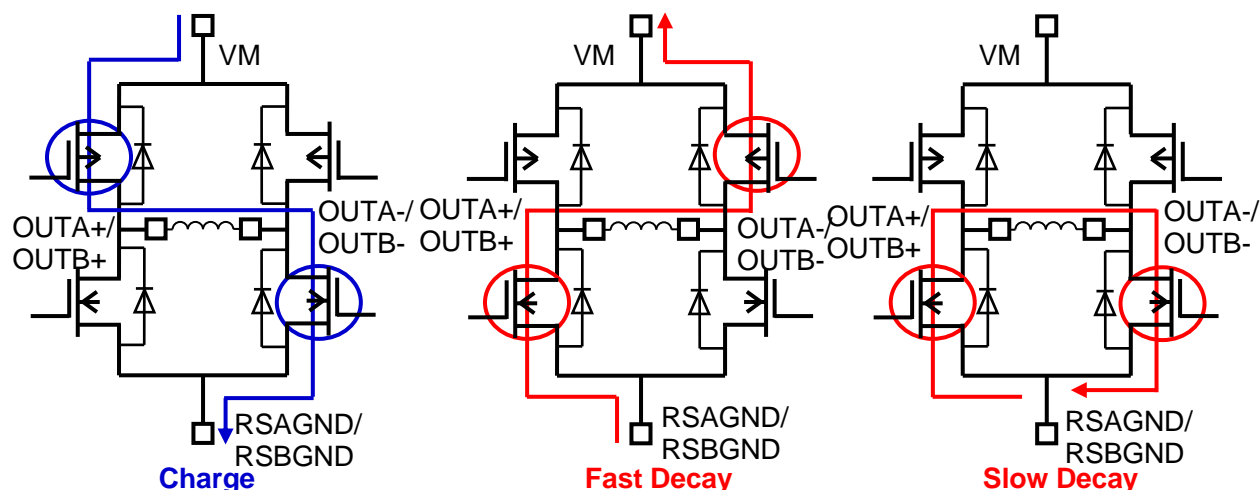 VM
OUTA+/
OUTB+
OUTA-/
OUTB-
RSAGND/
RSBGND
Charge
VM
OUTA+/
OUTB+
OUTA-/
OUTB-
RSAGND/
RSBGND
Fast Decay
VM
OUTA+/
OUTB+
OUTA-/
OUTB-
RSAGND/
RSBGND
Slow Decay